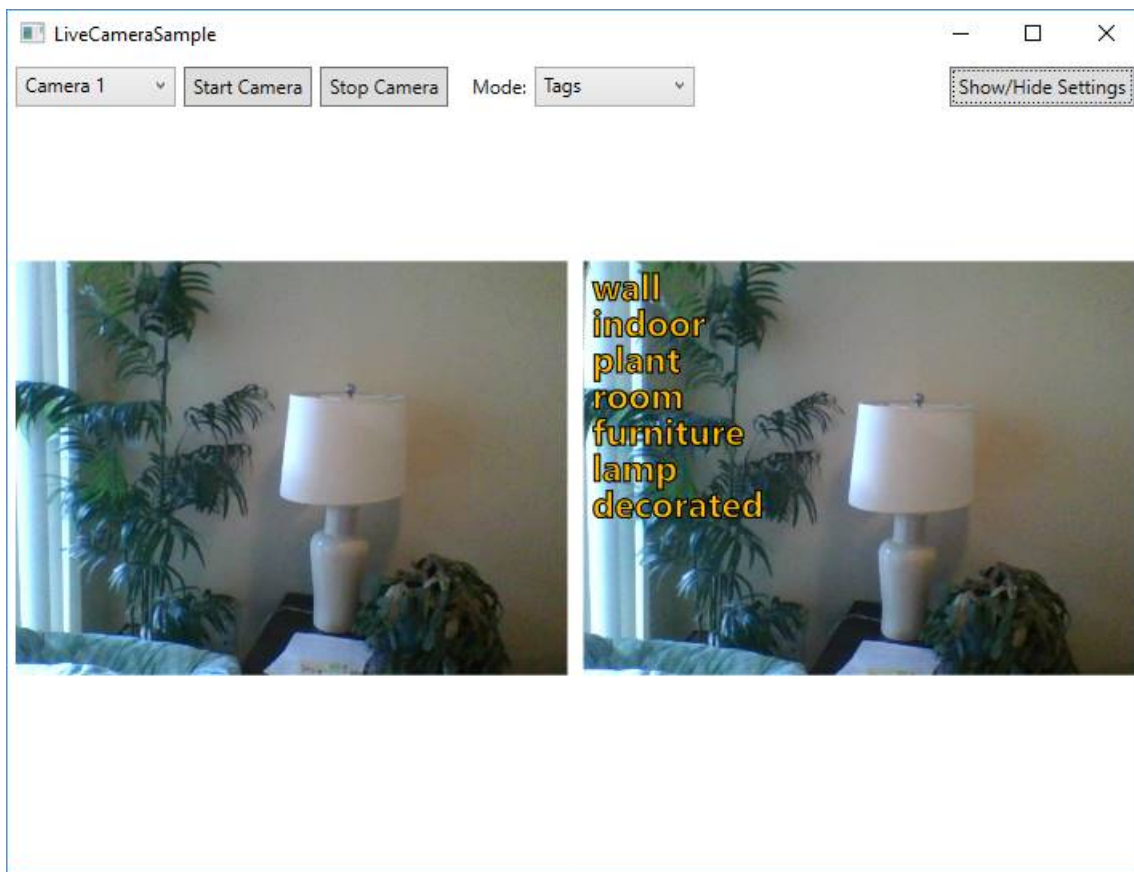 LiveCameraSample
Camera 1 Start Camera Stop Camera Mode: Tags Show/Hide Settings
wall
indoor
plant
room
furniture
lamp
decorated